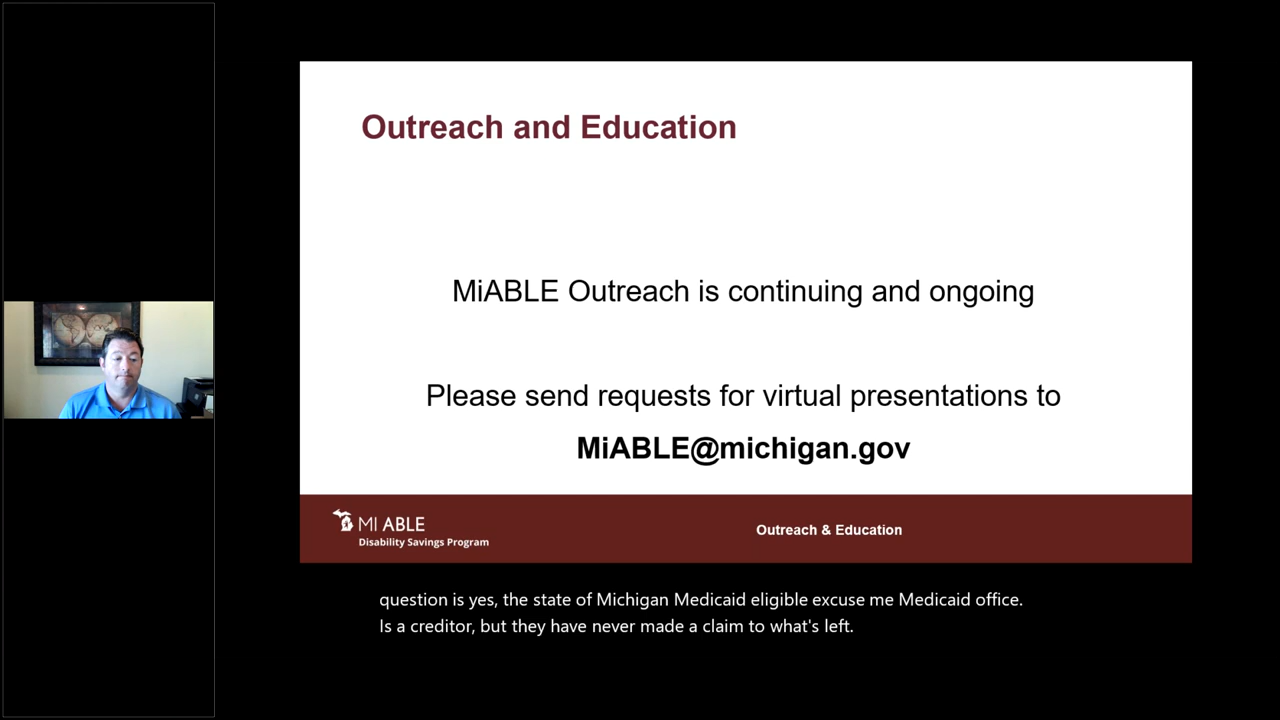 Outreach and Education
MiABLE Outreach is continuing and ongoing
Please send requests for virtual presentations to
MiABLE@michigan.gov
MI ABLE
Disability Savings Program
Outreach & Education
question is yes, the state of Michigan Medicaid eligible excuse me Medicaid office.
Is a creditor, but they have never made a claim to what's left.